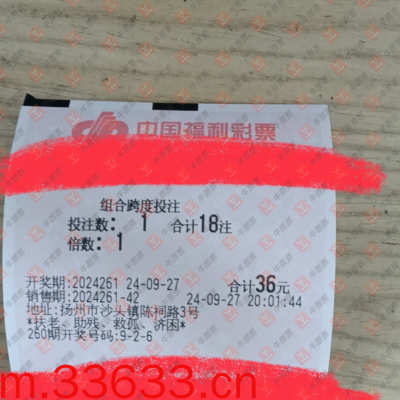 中国福利彩票
组合跨度投注
投注数: 1 合计18注
倍数: 1
开奖期:2024261 24-09-27 合计36元
销售期:2024261-42 24-09-27 20:01:44
地址:扬州市沙头镇陈祠路3号
*扶老、助残、救孤、济困*
260期开奖号码:9-2-6
m.33633.cn